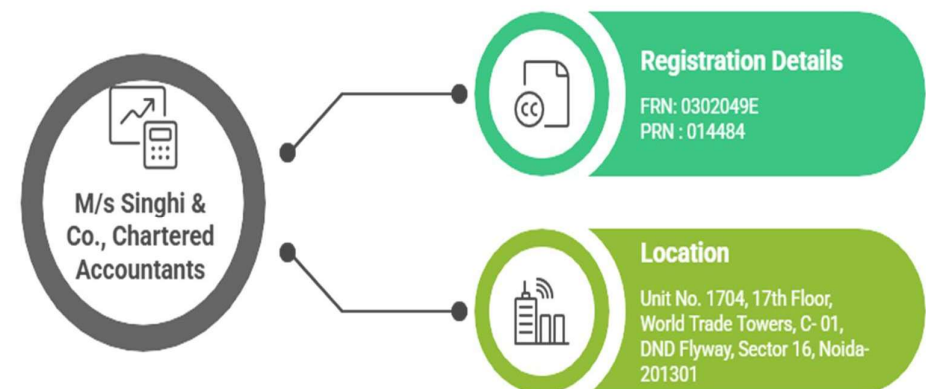 M/s Singhi &
Co., Chartered
Accountants
Registration Details
FRN: 0302049E
PRN : 014484
Location
Unit No. 1704, 17th Floor,
World Trade Towers, C- 01,
DND Flyway, Sector 16, Noida-
201301